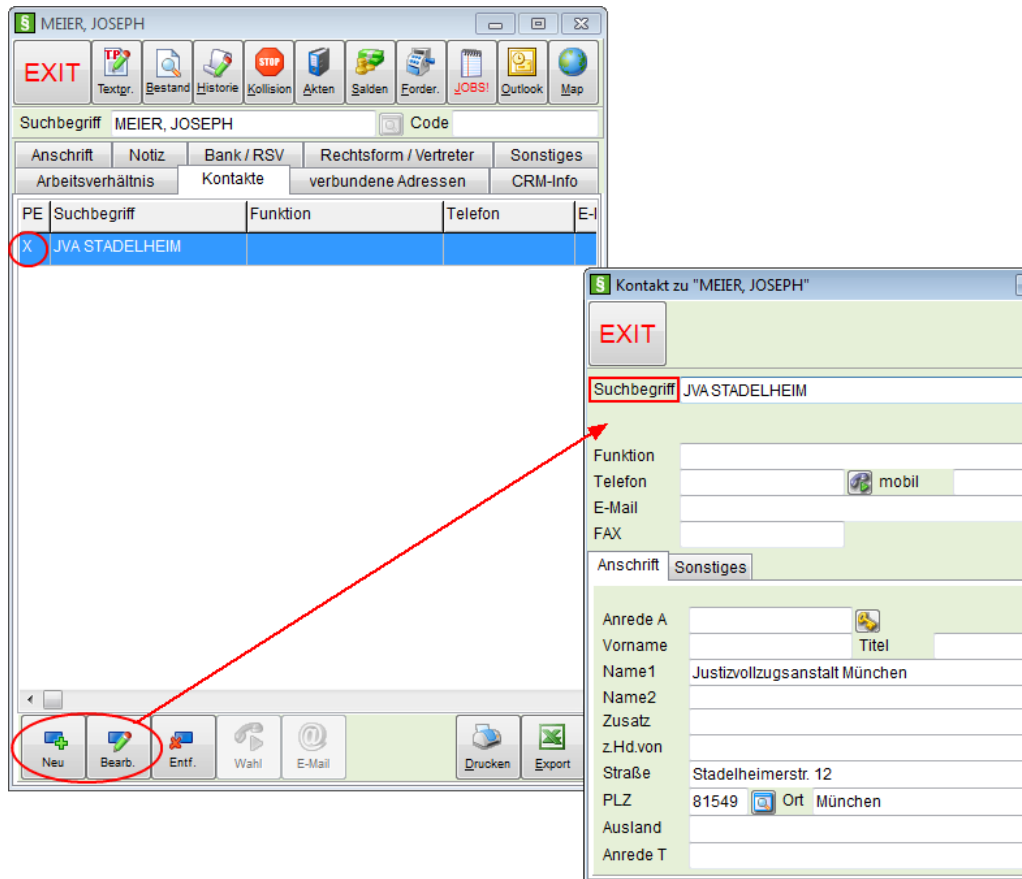 § MEIER, JOSEPH
EXIT TP Textpr. Bestand Historie STOP Kollision Akten Salden Forder. JOBS! Outlook Map
Suchbegriff MEIER, JOSEPH Code
Anschrift Notiz Bank / RSV Rechtsform / Vertreter Sonstiges
Arbeitsverhältnis Kontakte verbundene Adressen CRM-Info
PE Suchbegriff Funktion Telefon
X JVA STADELHEIM
Neu Bearb. Entf. Wahl @ E-Mail Drucken Export
§ Kontakt zu "MEIER, JOSEPH"
EXIT
Suchbegriff JVA STADELHEIM
Funktion
Telefon mobil
E-Mail
FAX
Anschrift Sonstiges
Anrede A
Vorname Titel
Name1 Justizvollzugsanstalt München
Name2
Zusatz
z.Hd.von
Straße Stadelheimerstr. 12
PLZ 81549 Ort München
Ausland
Anrede T